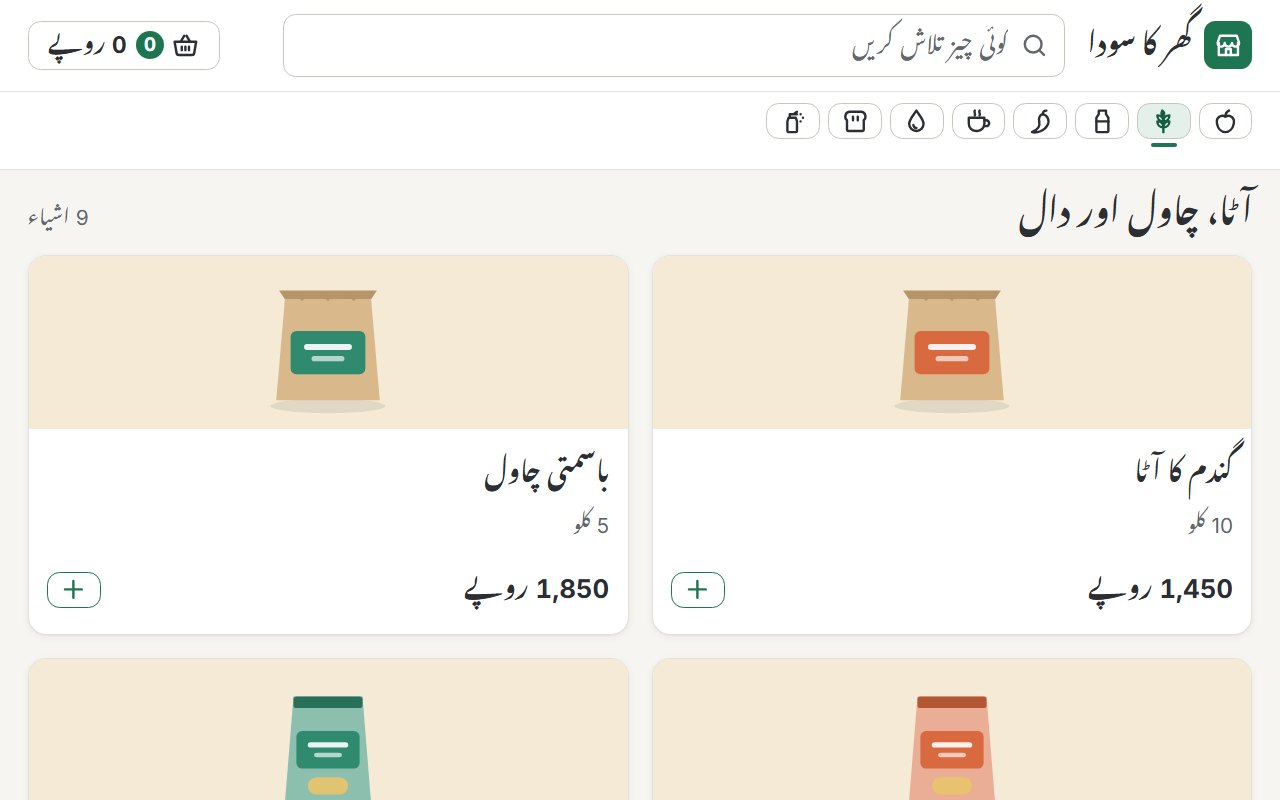 گھر کا سودا
کوئی چیز تلاش کریں
0
0 روپے
آٹا، چاول اور دال
9 اشیاء
گندم کا آٹا
10 کلو
1,450 روپے
باسمتی چاول
5 کلو
1,850 روپے